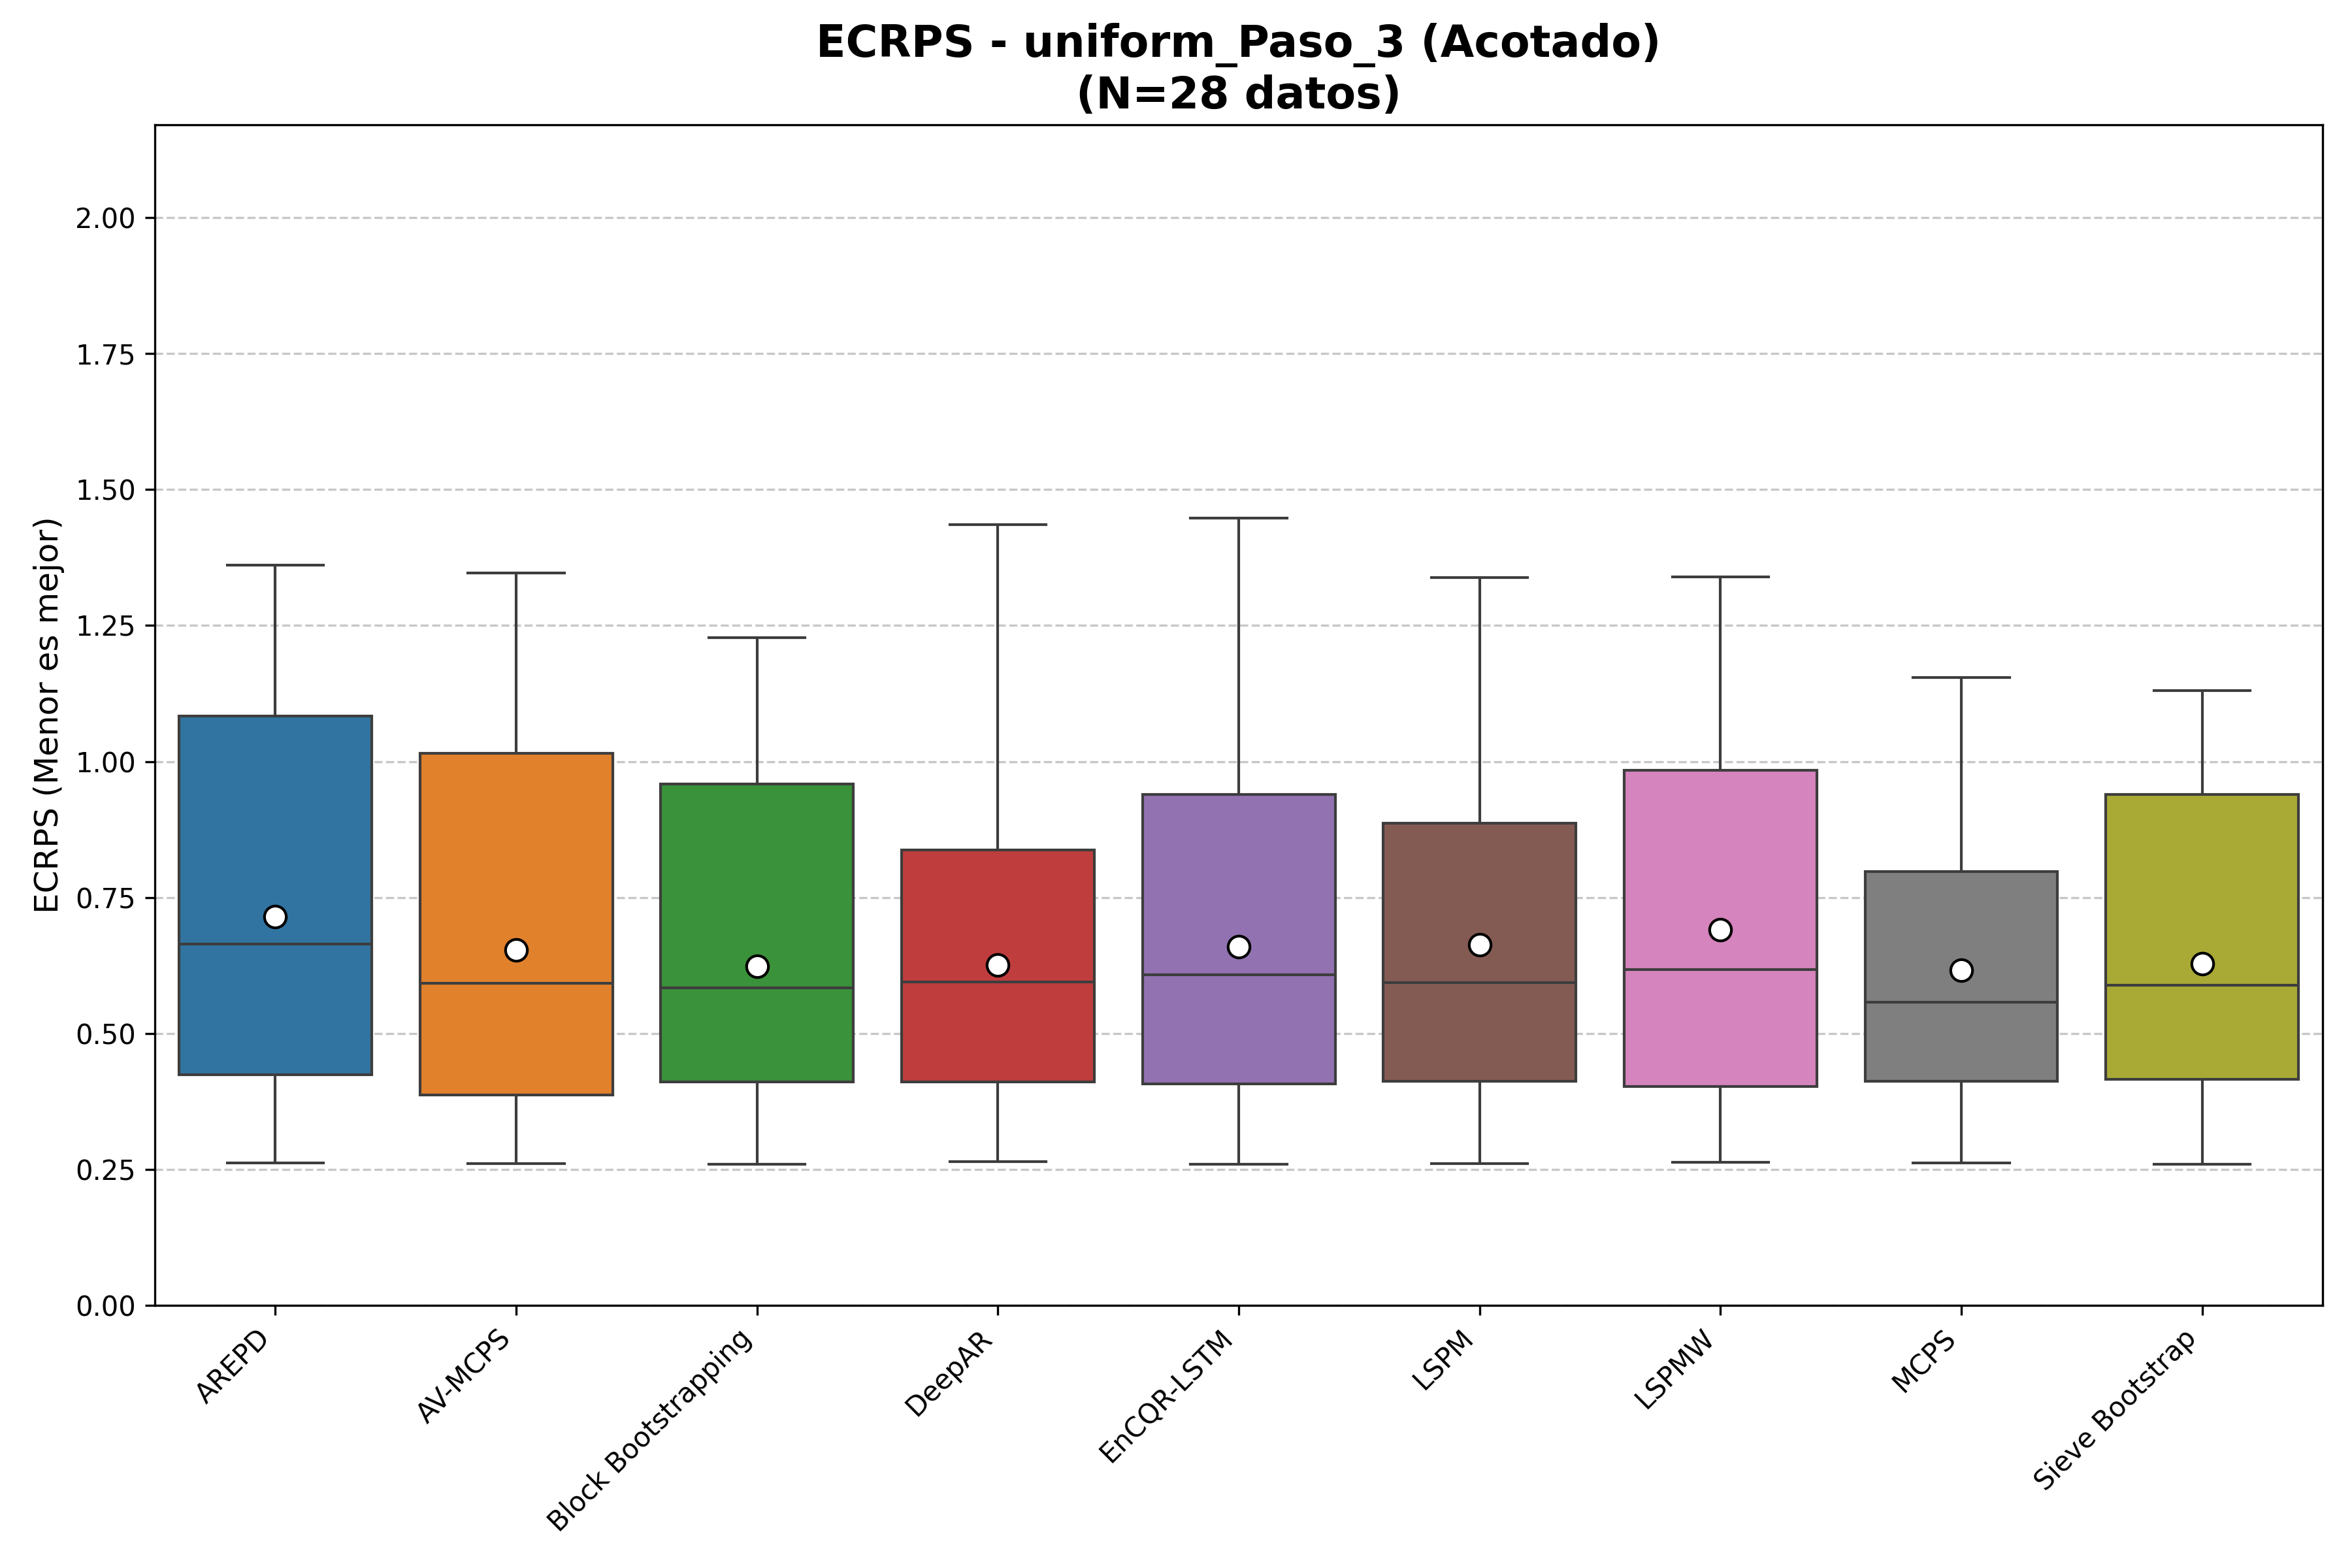 ECRPS - uniform_Paso_3 (Acotado)
(N=28 datos)
ECRPS (Menor es mejor)
2.00
1.75
1.50
1.25
1.00
0.75
0.50
0.25
0.00
AREPD
AV-MCPS
Block Bootstrapping
DeepAR
EnCQR-LSTM
LSPM
LSPMW
MCPS
Sieve Bootstrap